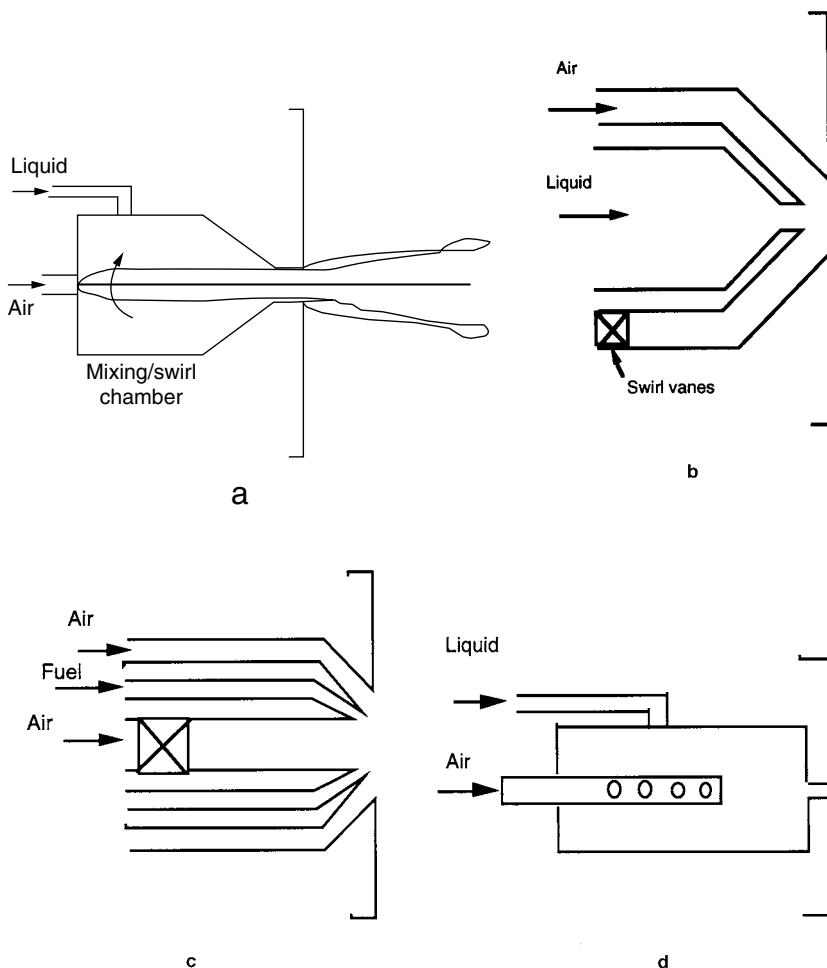 Liquid
Air
Mixing/swirl
chamber
a
Air
Liquid
Swirl vanes
b
Air
Fuel
Air
c
Liquid
Air
d